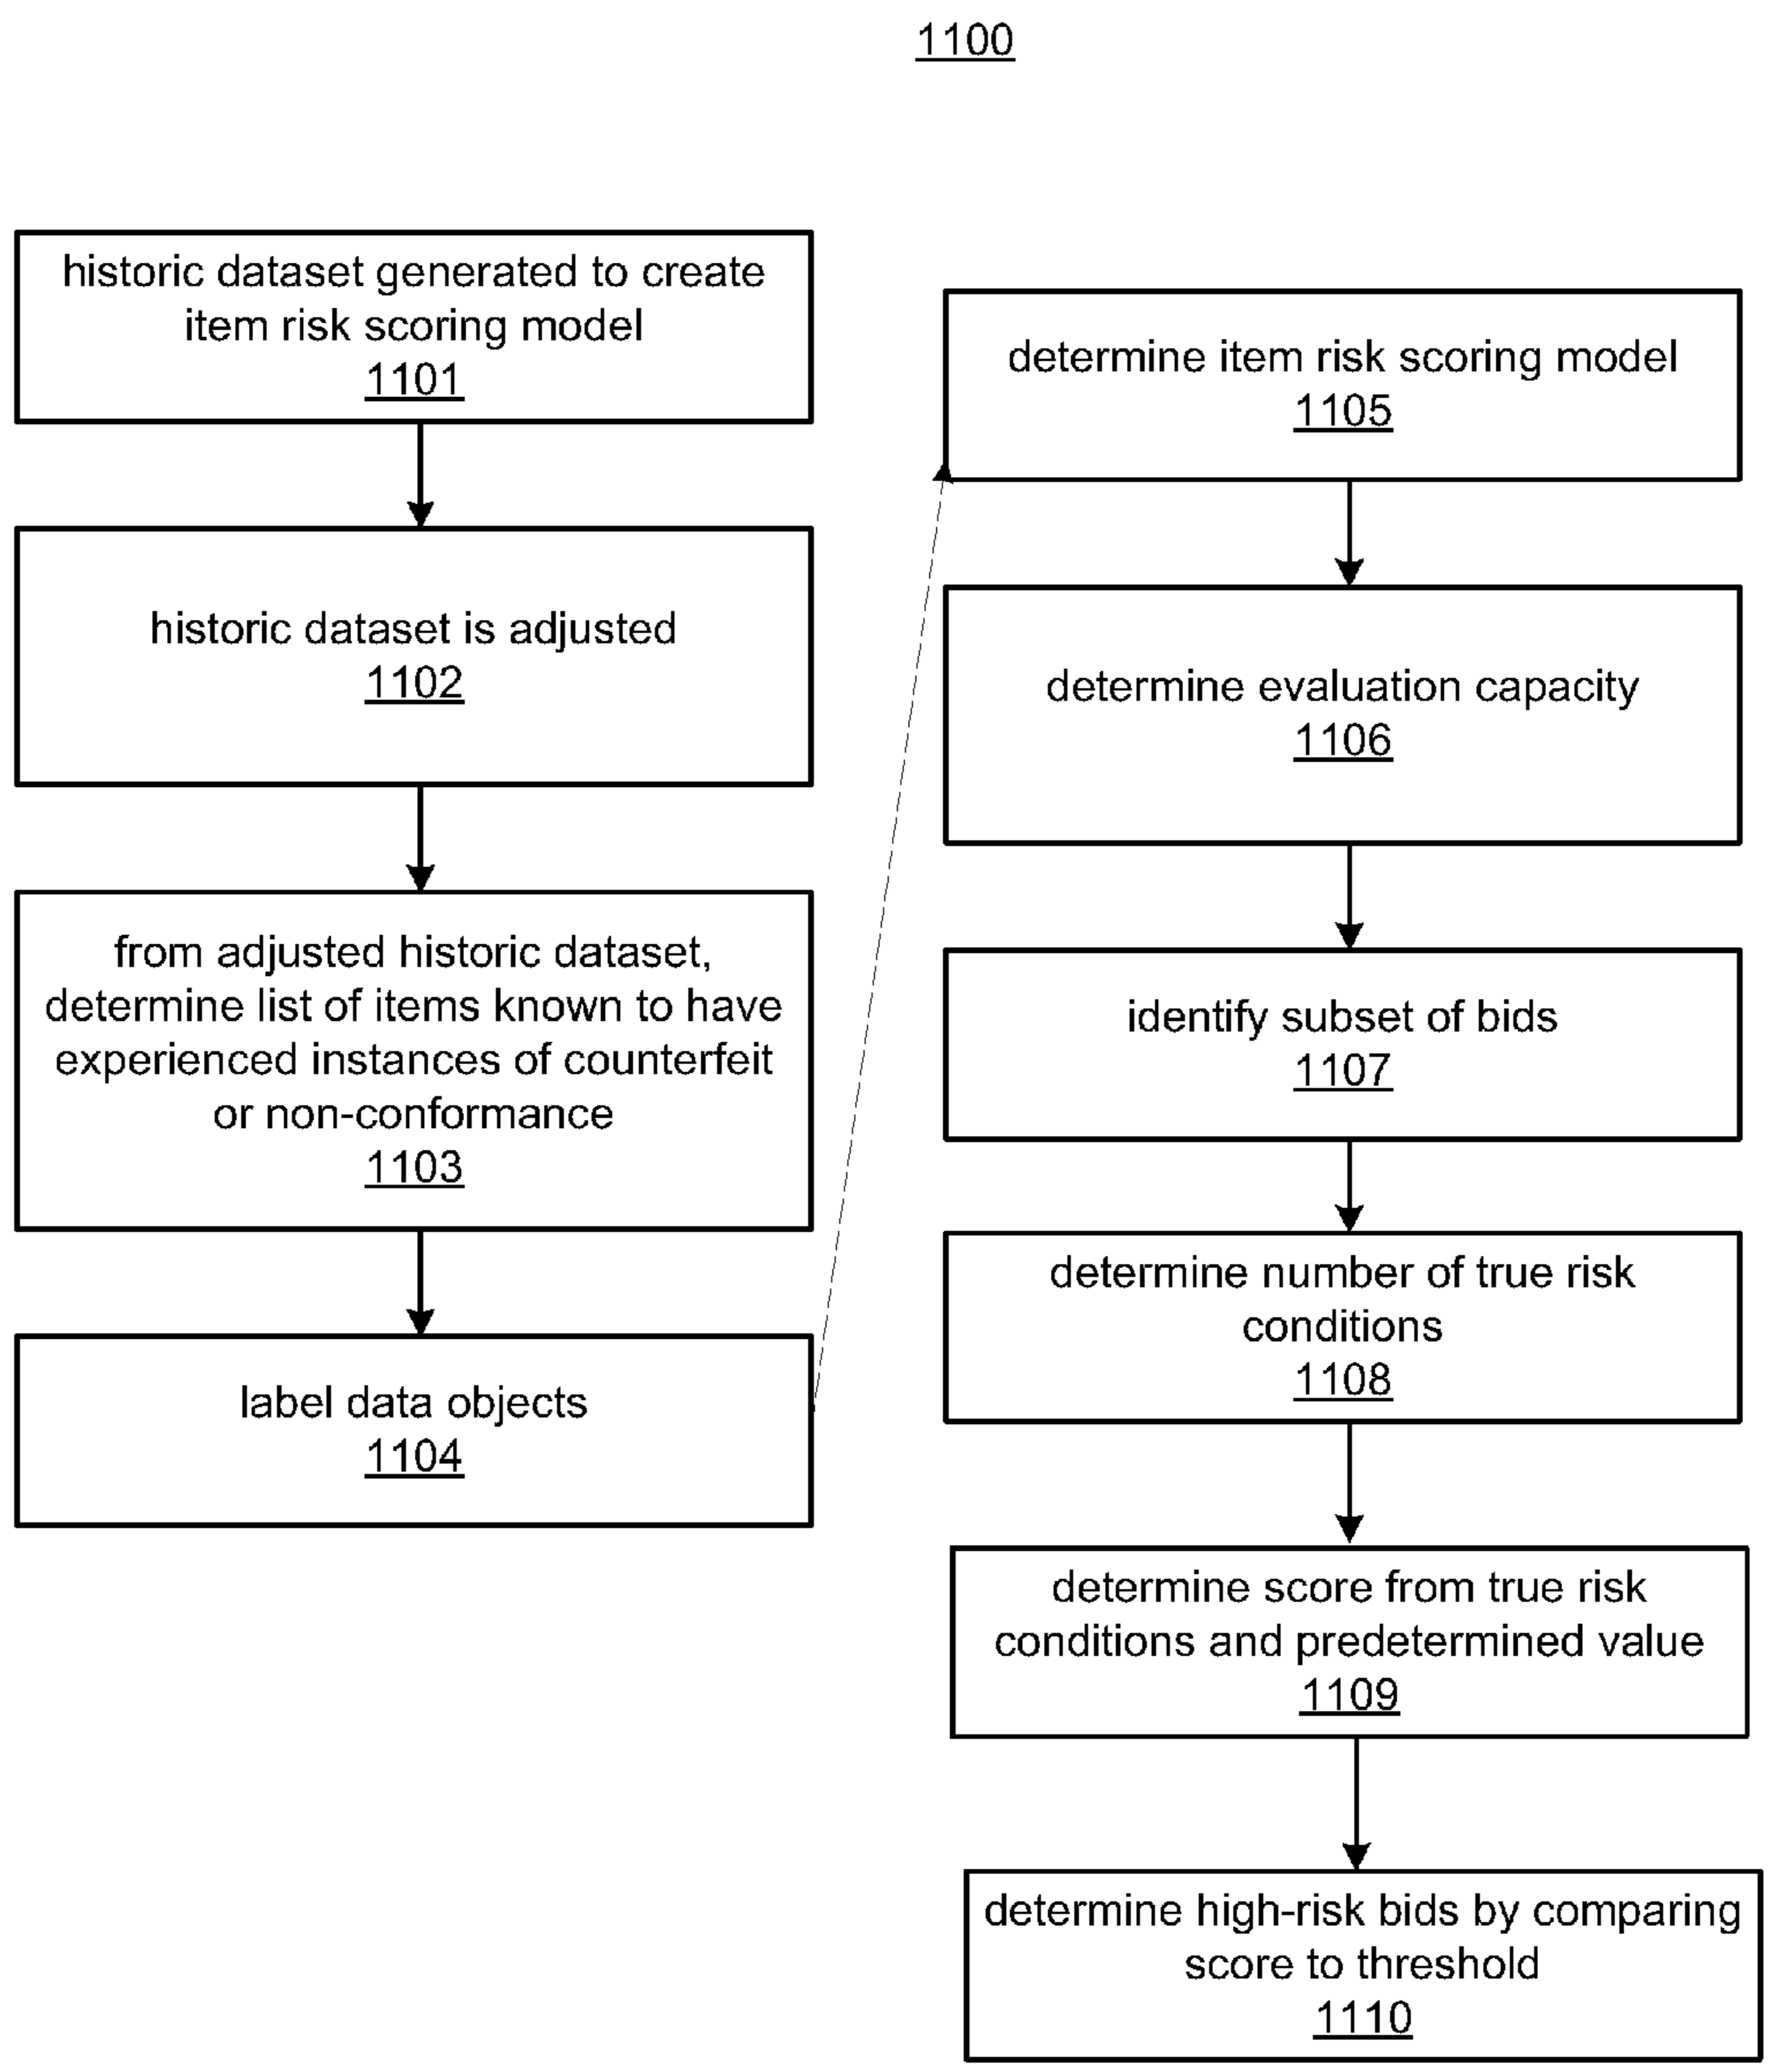 1100
historic dataset generated to create
item risk scoring model
1101
historic dataset is adjusted
1102
from adjusted historic dataset,
determine list of items known to have
experienced instances of counterfeit
or non-conformance
1103
label data objects
1104
determine item risk scoring model
1105
determine evaluation capacity
1106
identify subset of bids
1107
determine number of true risk
conditions
1108
determine score from true risk
conditions and predetermined value
1109
determine high-risk bids by comparing
score to threshold
1110